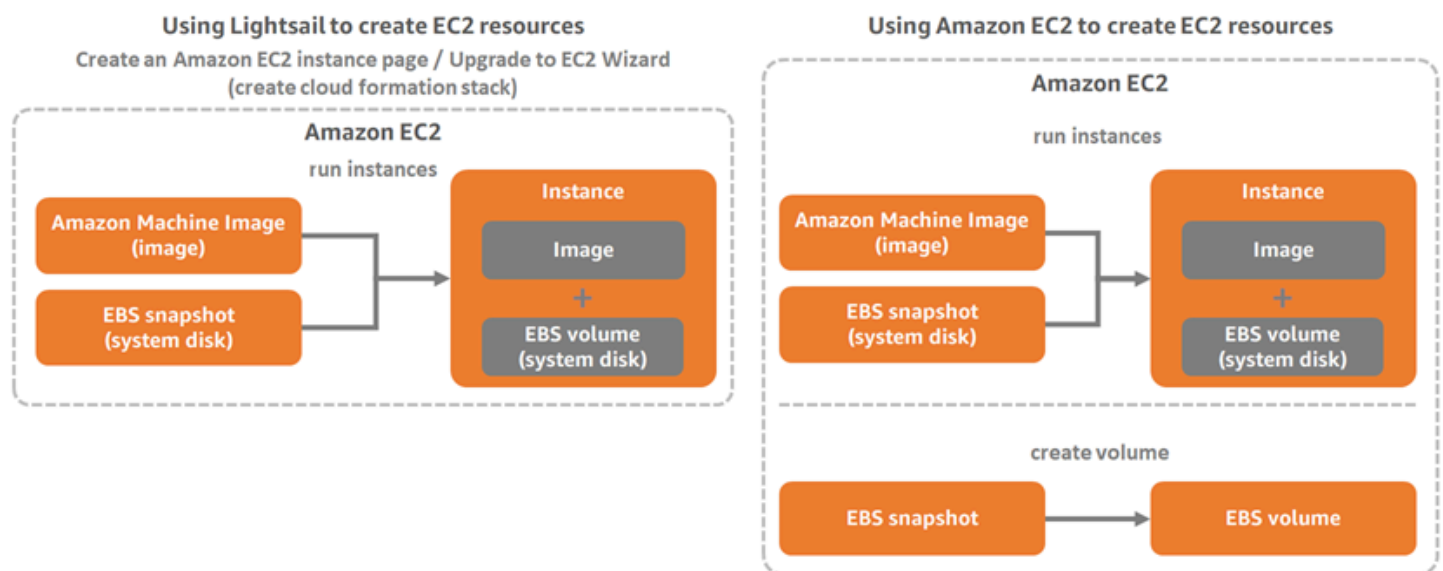 Using Lightsail to create EC2 resources
Create an Amazon EC2 instance page / Upgrade to EC2 Wizard
(create cloud formation stack)
Amazon EC2
run instances
Amazon Machine Image
(image)
EBS snapshot
(system disk)
Instance
Image
+
EBS volume
(system disk)
Using Amazon EC2 to create EC2 resources
Amazon EC2
run instances
Amazon Machine Image
(image)
EBS snapshot
(system disk)
Instance
Image
+
EBS volume
(system disk)
create volume
EBS snapshot
EBS volume